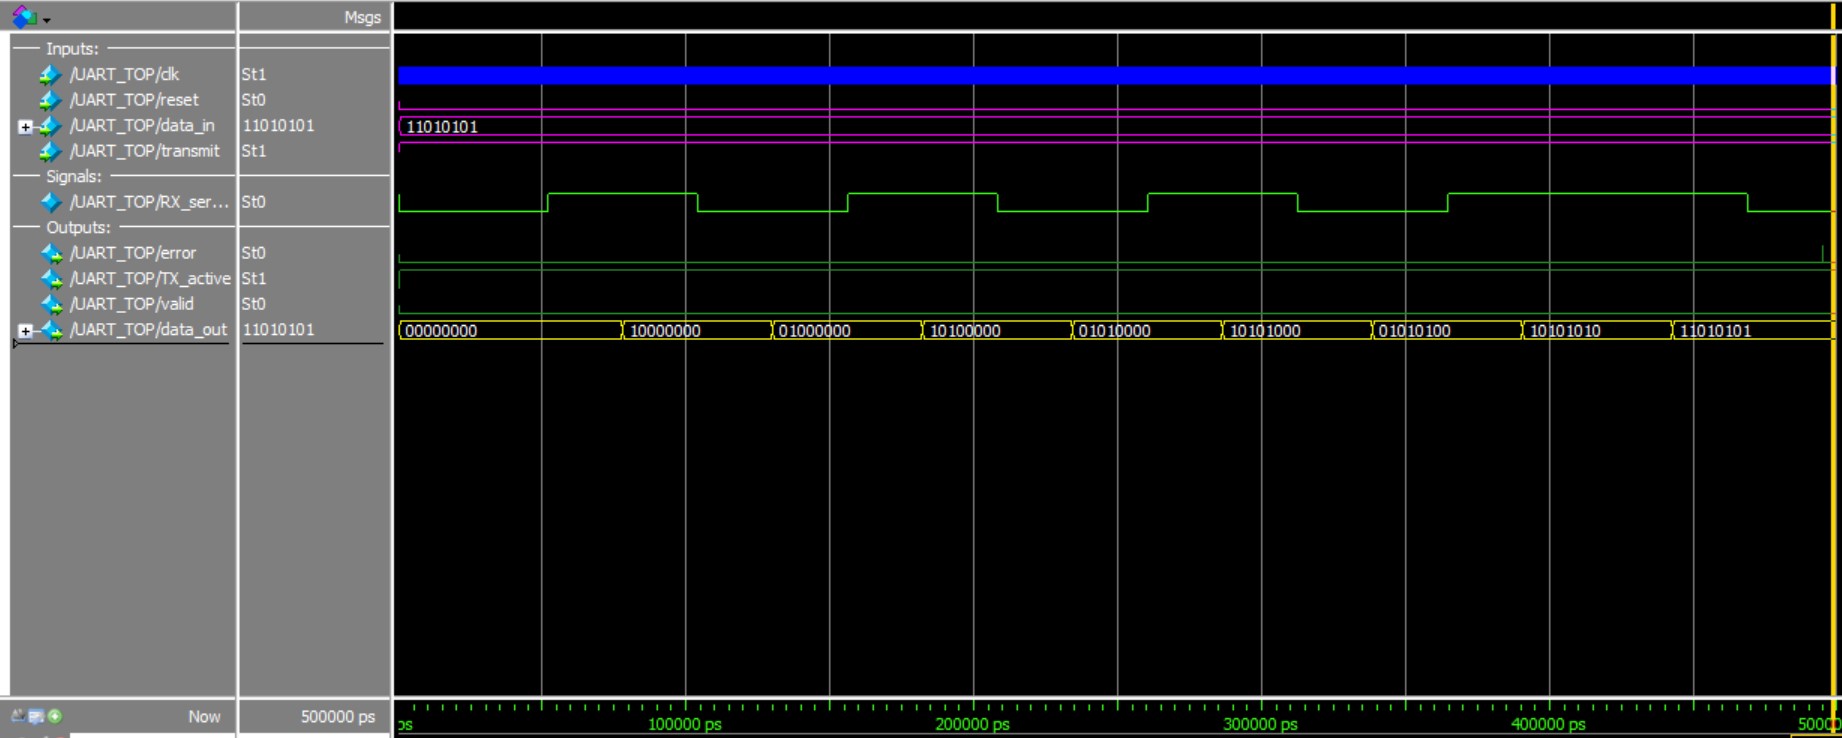 Msgs
Inputs:
/UART_TOP/clk St1
/UART_TOP/reset St0
/UART_TOP/data_in 11010101 11010101
/UART_TOP/transmit St1
Signals:
/UART_TOP/RX_ser... St0
Outputs:
/UART_TOP/error St0
/UART_TOP/TX_active St1
/UART_TOP/valid St0
/UART_TOP/data_out 11010101 00000000 10000000 01000000 10100000 01010000 10101000 01010100 10101010 11010101
Now 500000 ps ps 100000 ps 200000 ps 300000 ps 400000 ps 50000